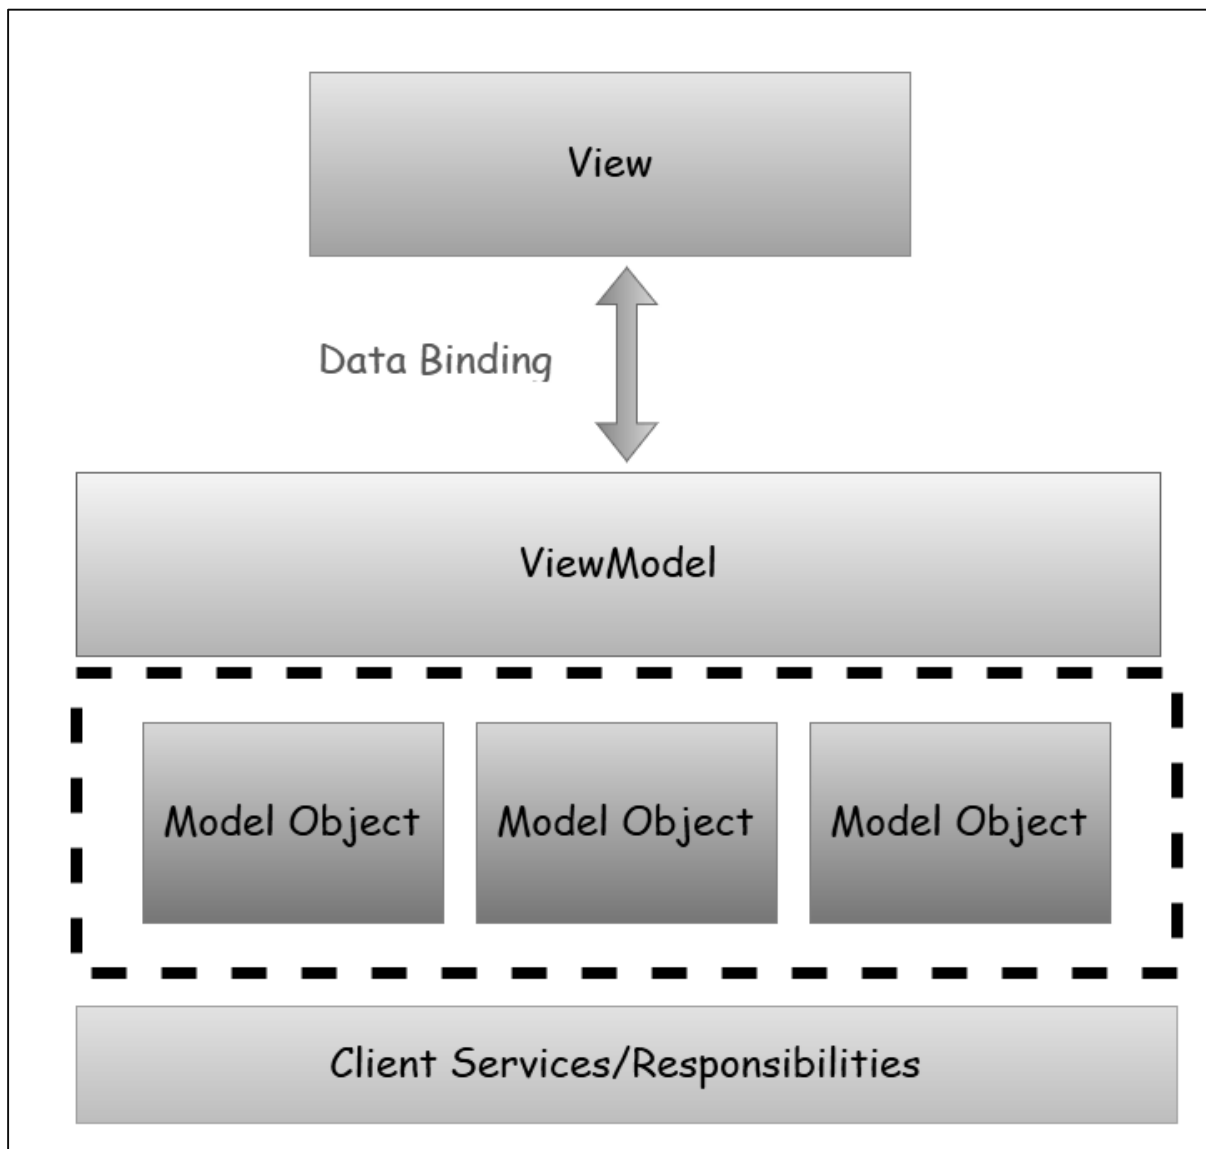 View
Data Binding
ViewModel
Model Object
Model Object
Model Object
Client Services/Responsibilities